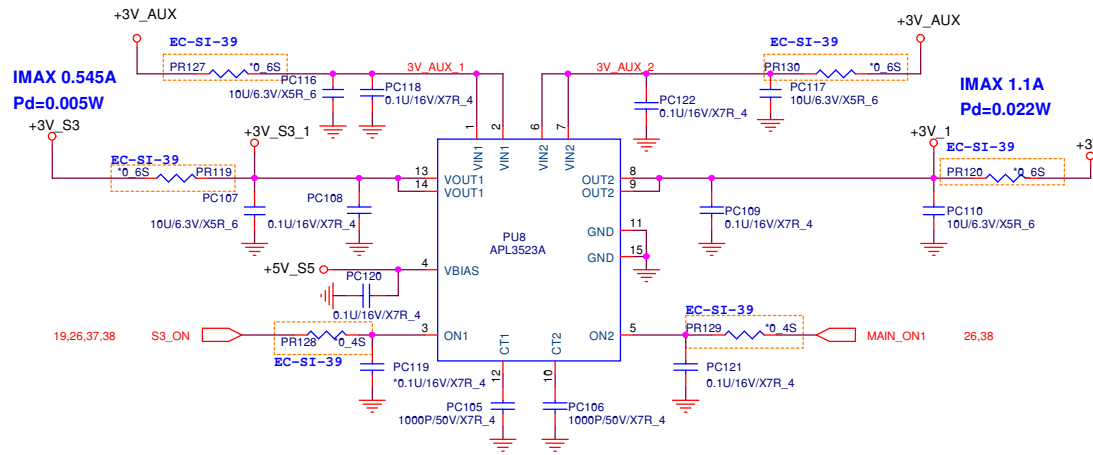 +3V_AUX
+3V_AUX
EC-SI-39
EC-SI-39
PR127
*0_6S
3V_AUX_1
3V_AUX_2
PR130
*0_6S
IMAX 0.545A
Pd=0.005W
PC116
10U/6.3V/X5R_6
PC118
0.1U/16V/X7R_4
PC122
0.1U/16V/X7R_4
PC117
10U/6.3V/X5R_6
IMAX 1.1A
Pd=0.022W
+3V_S3
+3V_S3_1
1
2
6
7
VIN1
VIN1
VIN2
VIN2
+3V_1
EC-SI-39
EC-SI-39
*0_6S
PR119
13
VOUT1
14
VOUT1
OUT2
8
OUT2
9
PR120
*0_6S
+3
PC107
10U/6.3V/X5R_6
PC108
0.1U/16V/X7R_4
PC109
0.1U/16V/X7R_4
PC110
10U/6.3V/X5R_6
GND
11
GND
15
PU8
APL3523A
+5V_S5
4
VBIAS
PC120
0.1U/16V/X7R_4
19,26,37,38
S3_ON
PR128
*0_4S
3
ON1
ON2
5
PR129
*0_4S
MAIN_ON1
26,38
EC-SI-39
EC-SI-39
PC119
*0.1U/16V/X7R_4
CT1
CT2
12
10
PC121
0.1U/16V/X7R_4
PC105
1000P/50V/X7R_4
PC106
1000P/50V/X7R_4